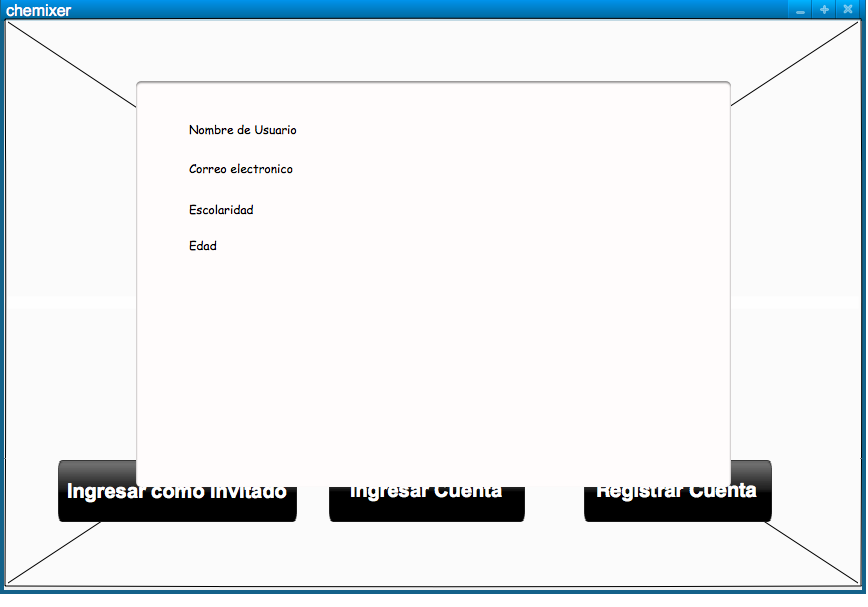 chemixer
Nombre de Usuario
Correo electronico
Escolaridad
Edad
Ingresar como Invitado
Ingresar Cuenta
Registrar Cuenta